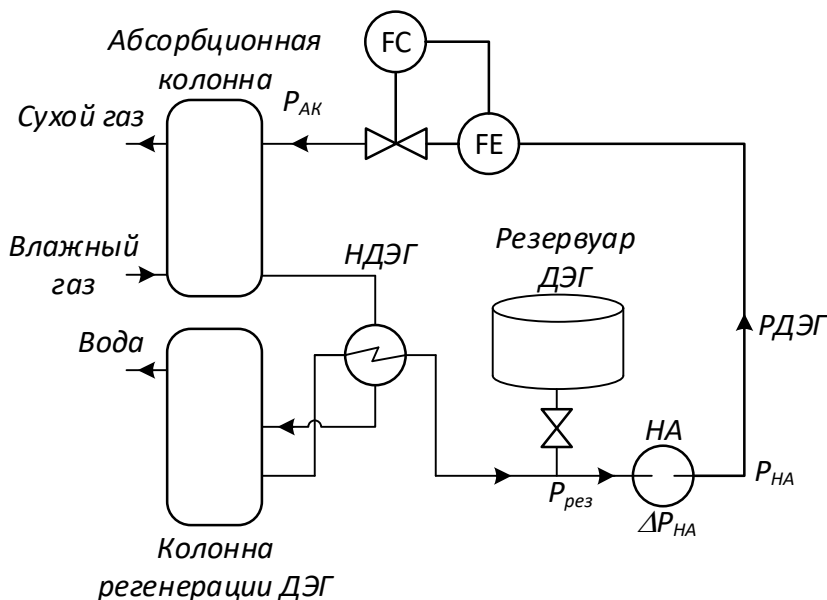 Абсорбционная
колонна
FC
Сухой газ
P_АК
FE
Влажный
газ
НДЭГ
Резервуар
ДЭГ
Вода
РДЭГ
НА
P_рез
P_НА
ΔP_НА
Колонна
регенерации ДЭГ